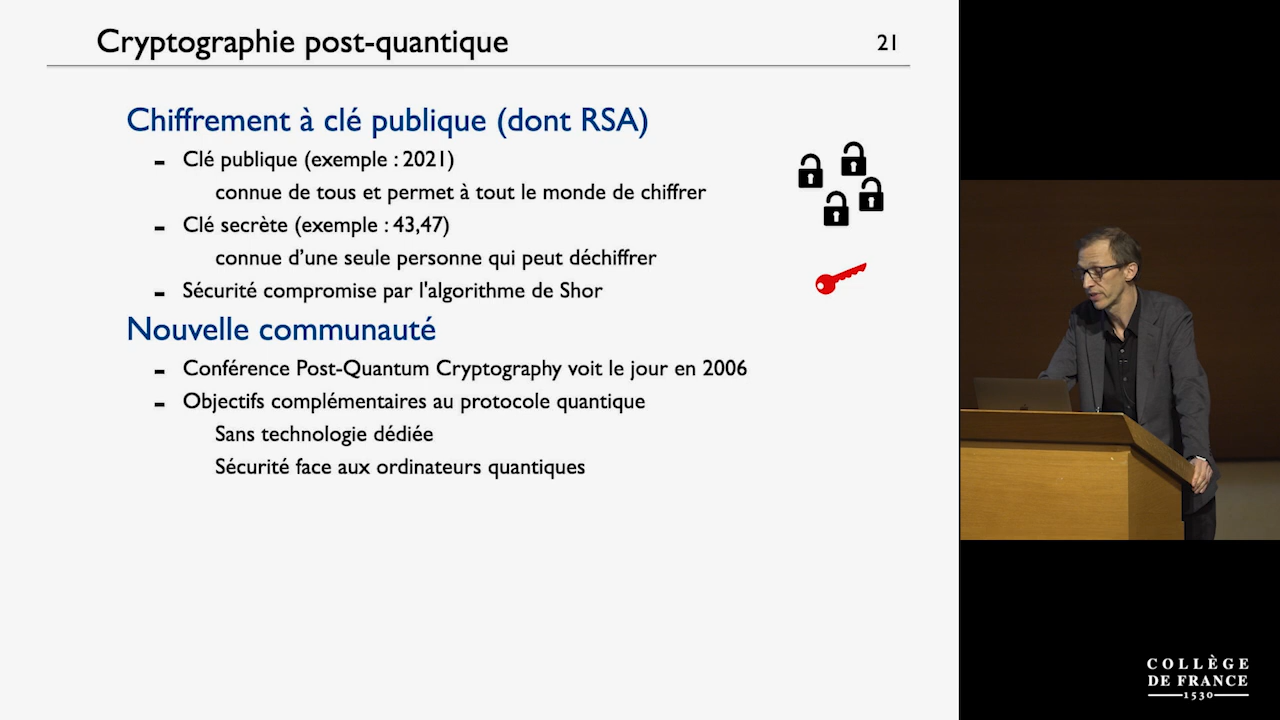 Cryptographie post-quantique
21
Chiffrement à clé publique (dont RSA)
- Clé publique (exemple : 2021)
connue de tous et permet à tout le monde de chiffrer
- Clé secrète (exemple : 43,47)
connue d’une seule personne qui peut déchiffrer
- Sécurité compromise par l'algorithme de Shor
Nouvelle communauté
- Conférence Post-Quantum Cryptography voit le jour en 2006
- Objectifs complémentaires au protocole quantique
Sans technologie dédiée
Sécurité face aux ordinateurs quantiques
COLLÈGE
DE FRANCE
1530